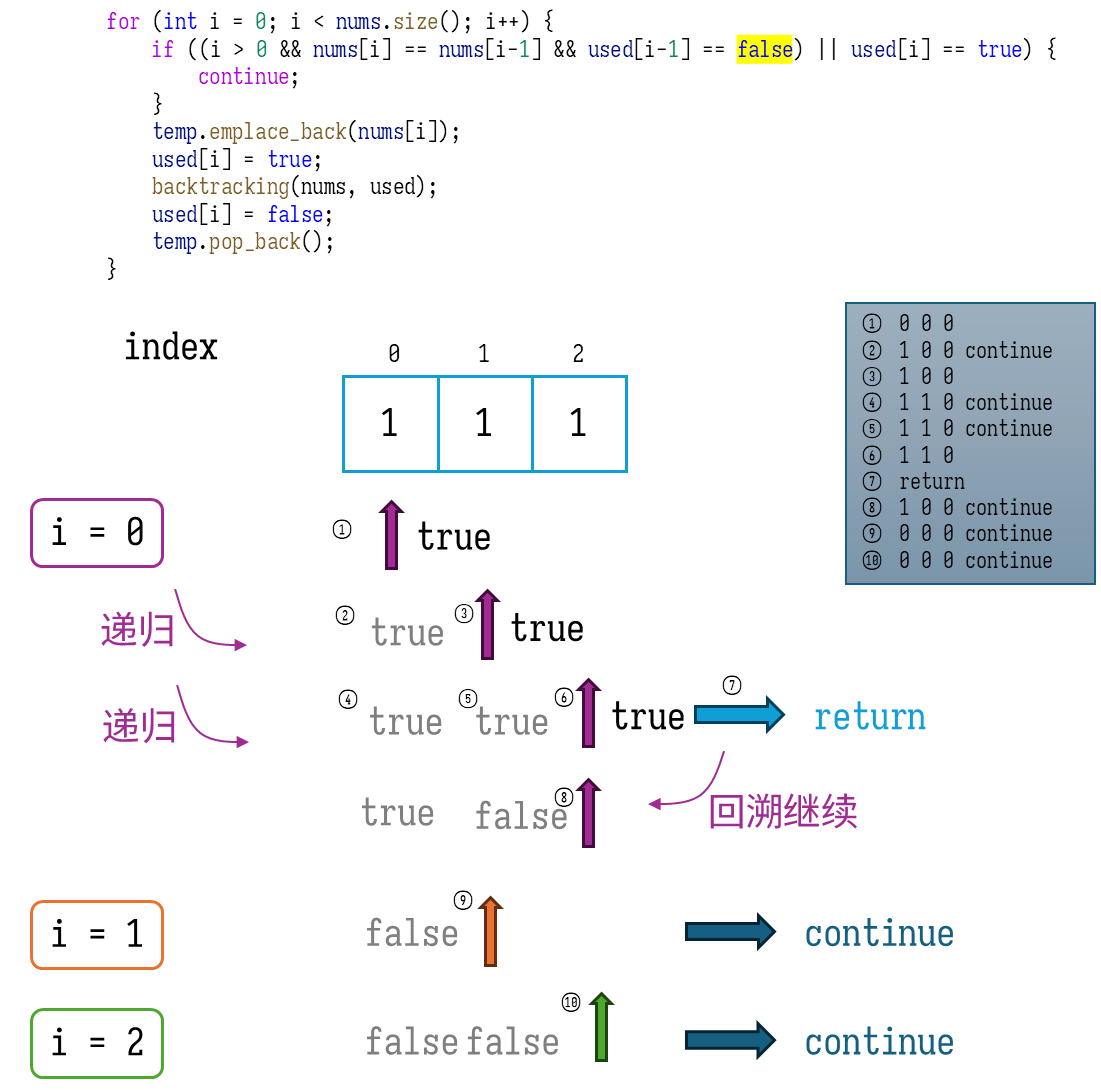 for (int i = 0; i < nums.size(); i++) {
if ((i > 0 && nums[i] == nums[i-1] && used[i-1] == false) || used[i] == true) {
continue;
}
temp.emplace_back(nums[i]);
used[i] = true;
backtracking(nums, used);
used[i] = false;
temp.pop_back();
}
① 0 0 0
② 1 0 0 continue
③ 1 0 0
④ 1 1 0 continue
⑤ 1 1 0 continue
⑥ 1 1 0
⑦ return
⑧ 1 0 0 continue
⑨ 0 0 0 continue
⑩ 0 0 0 continue
index
0 1 2
1 1 1
i = 0 ① true
递归 ② true ③ true
递归 ④ true ⑤ true ⑥ true ⑦ return
true false ⑧ 回溯继续
i = 1 false ⑨ continue
i = 2 false false ⑩ continue